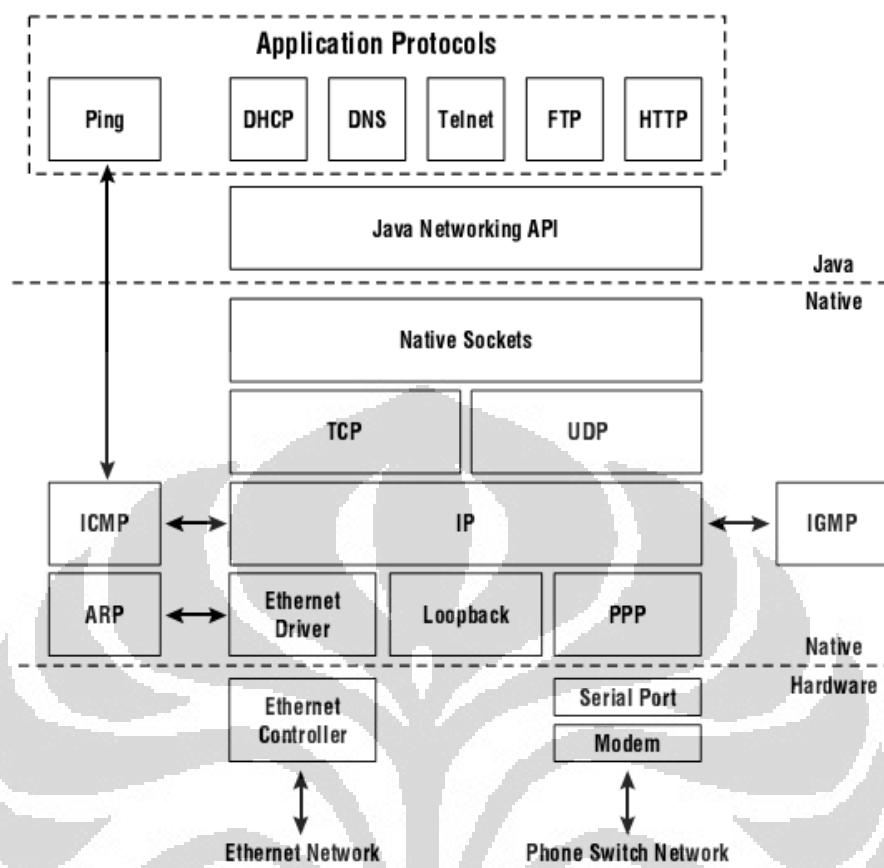 Application Protocols
Ping
DHCP
DNS
Telnet
FTP
HTTP
Java Networking API
Java
Native
Native Sockets
TCP
UDP
ICMP
IP
IGMP
ARP
Ethernet
Driver
Loopback
PPP
Native
Hardware
Ethernet
Controller
Serial Port
Modem
Ethernet Network
Phone Switch Network